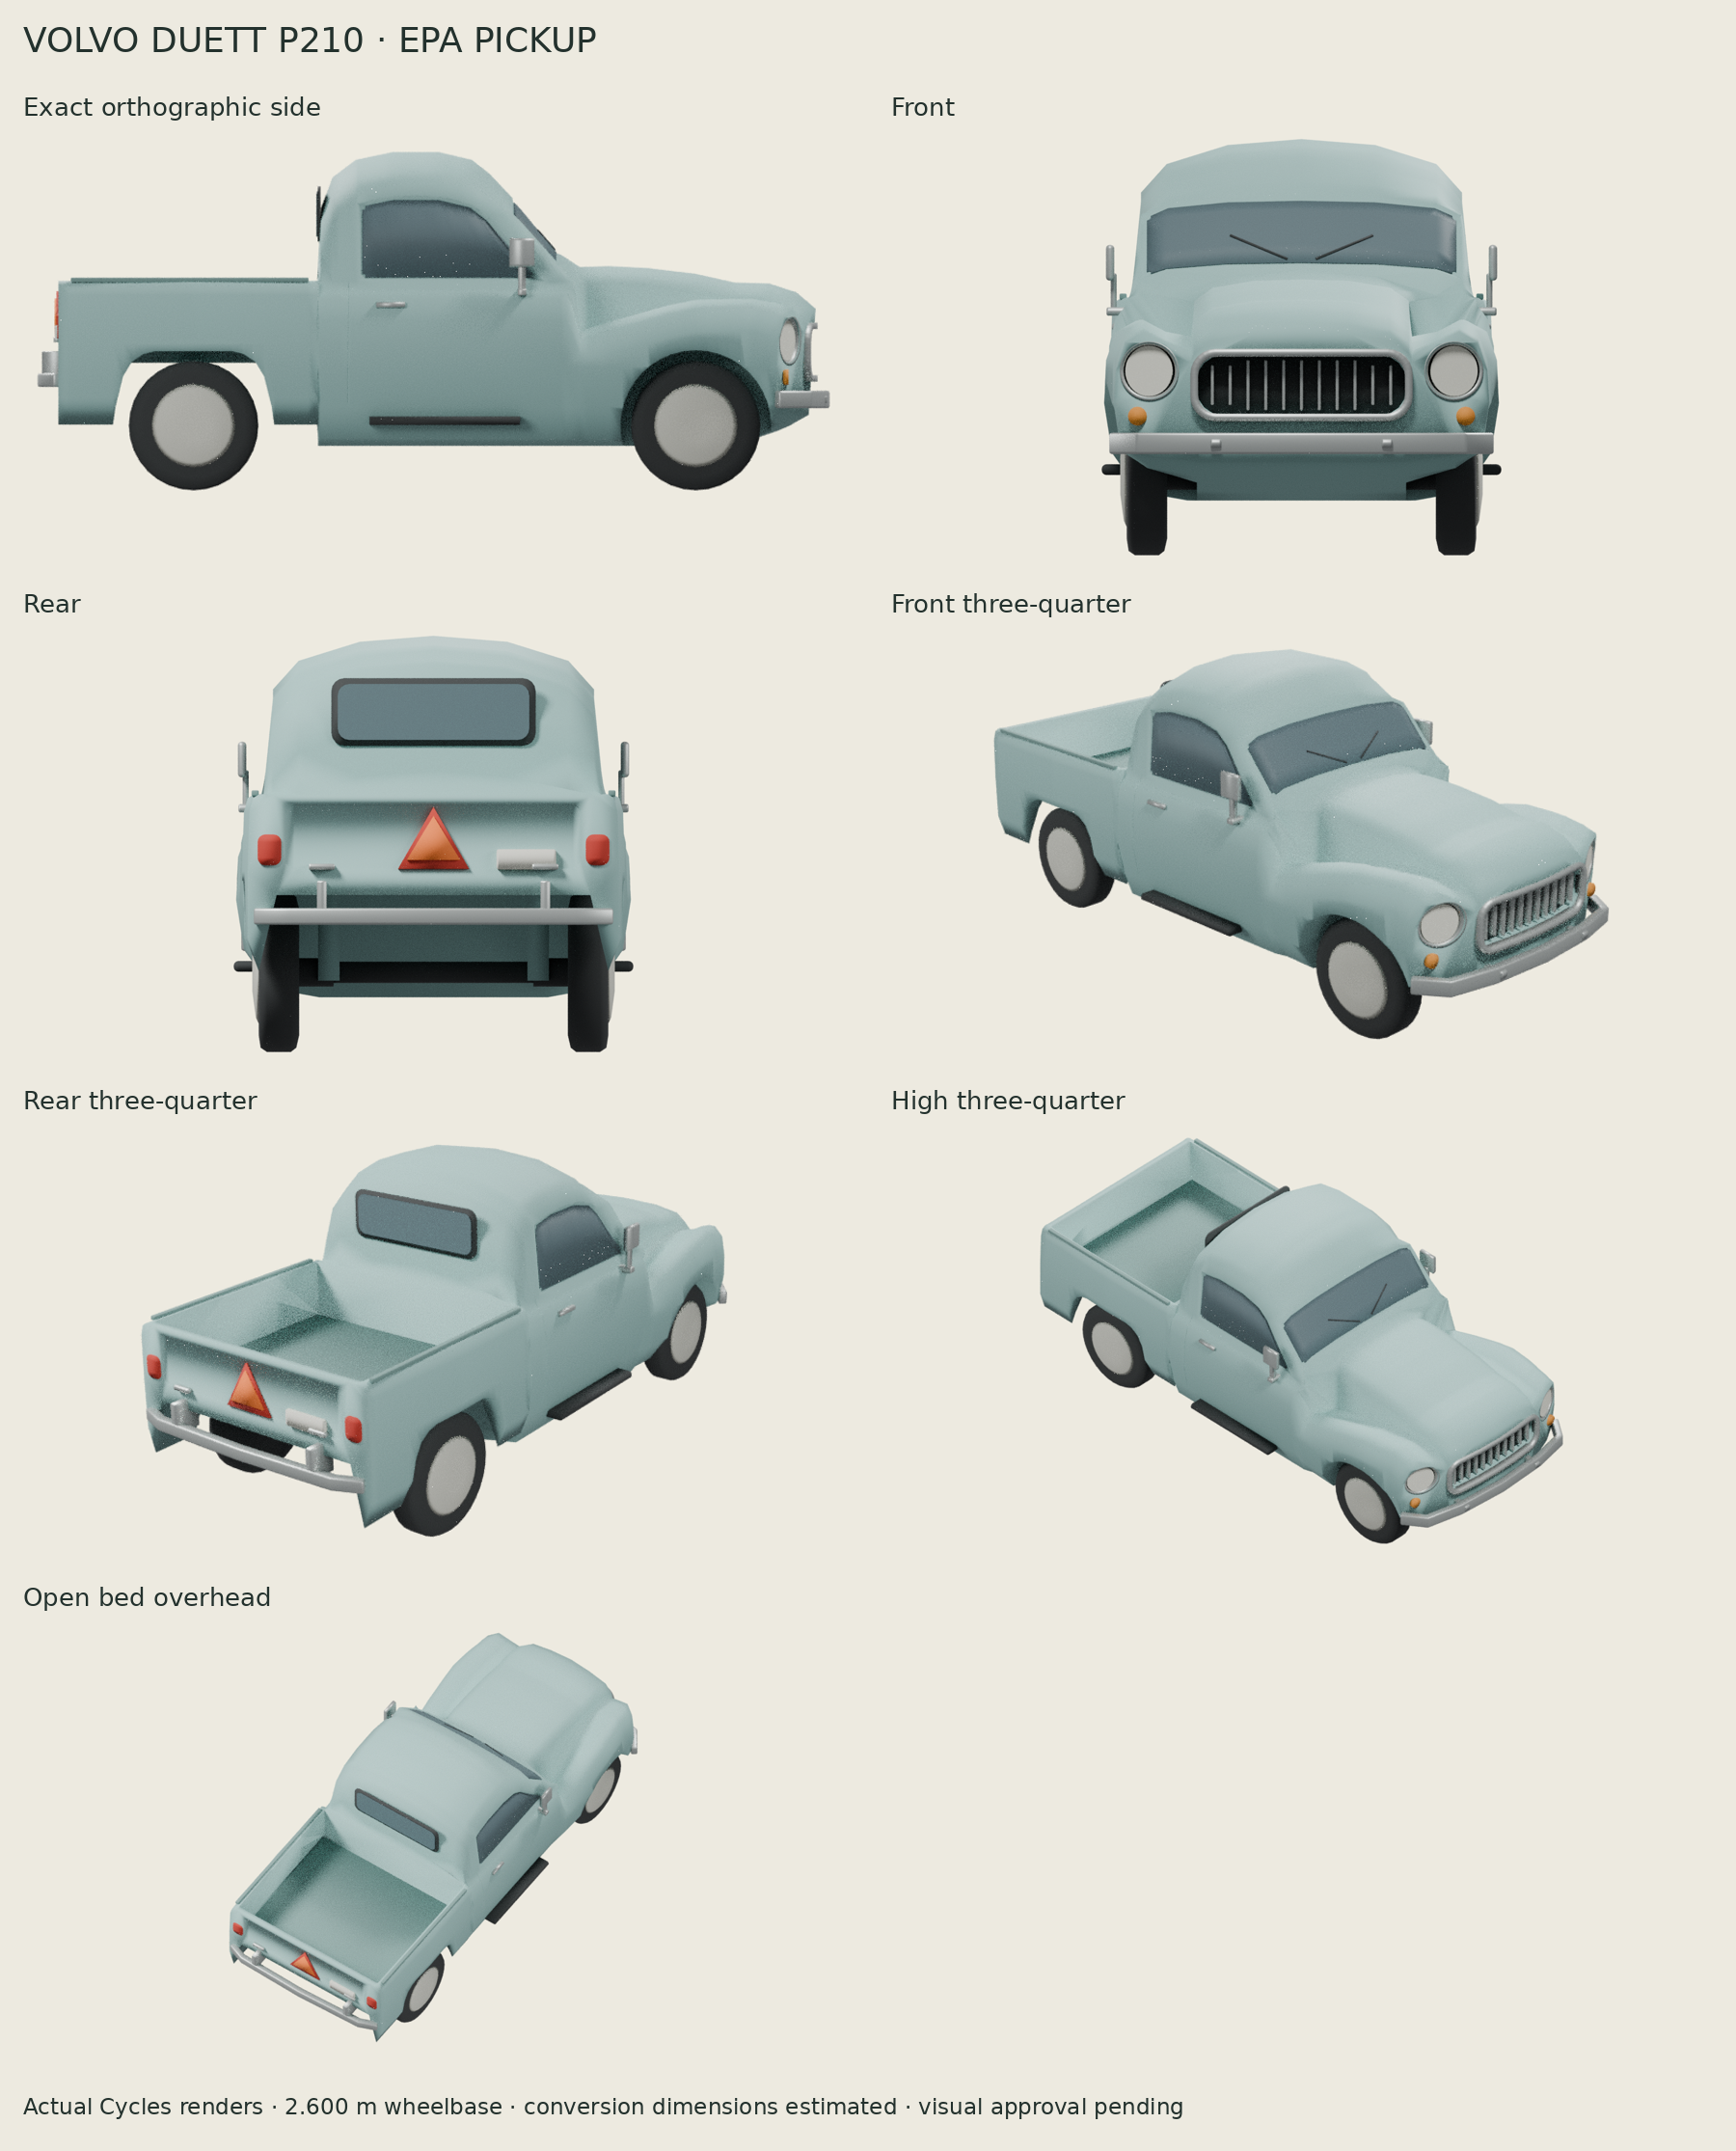 VOLVO DUETT P210 · EPA PICKUP
Exact orthographic side
Front
Rear
Front three-quarter
Rear three-quarter
High three-quarter
Open bed overhead
Actual Cycles renders · 2.600 m wheelbase · conversion dimensions estimated · visual approval pending